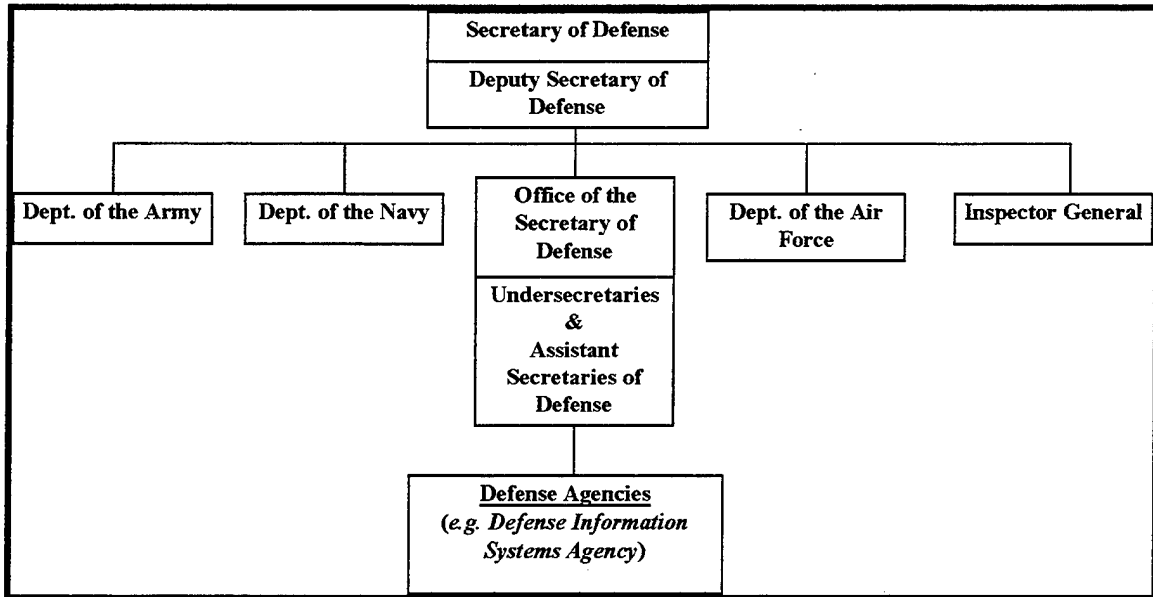 Secretary of Defense
Deputy Secretary of
Defense
Dept. of the Army
Dept. of the Navy
Office of the
Secretary of
Defense
Dept. of the Air
Force
Inspector General
Undersecretaries
&
Assistant
Secretaries of
Defense
Defense Agencies
(e.g. Defense Information
Systems Agency)